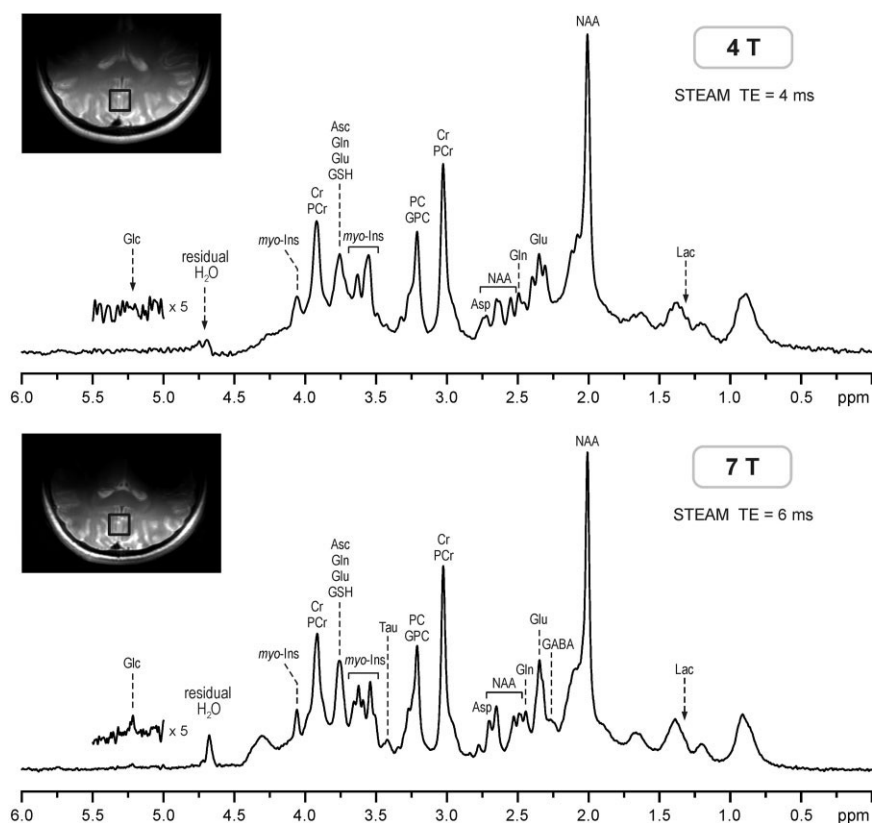 NAA
4 T
STEAM TE = 4 ms
Asc
Gln
Glu
GSH
Cr
PCr
Cr
PCr
PC
GPC
myo-Ins
myo-Ins
Glc
residual
H₂O
x 5
Asp
NAA
Gln
Glu
Lac
6.0 5.5 5.0 4.5 4.0 3.5 3.0 2.5 2.0 1.5 1.0 0.5 ppm
NAA
7 T
STEAM TE = 6 ms
Asc
Gln
Glu
GSH
Cr
PCr
Cr
PCr
Tau
PC
GPC
myo-Ins
myo-Ins
Glc
residual
H₂O
x 5
Asp
NAA
Gln
Glu
GABA
Lac
6.0 5.5 5.0 4.5 4.0 3.5 3.0 2.5 2.0 1.5 1.0 0.5 ppm